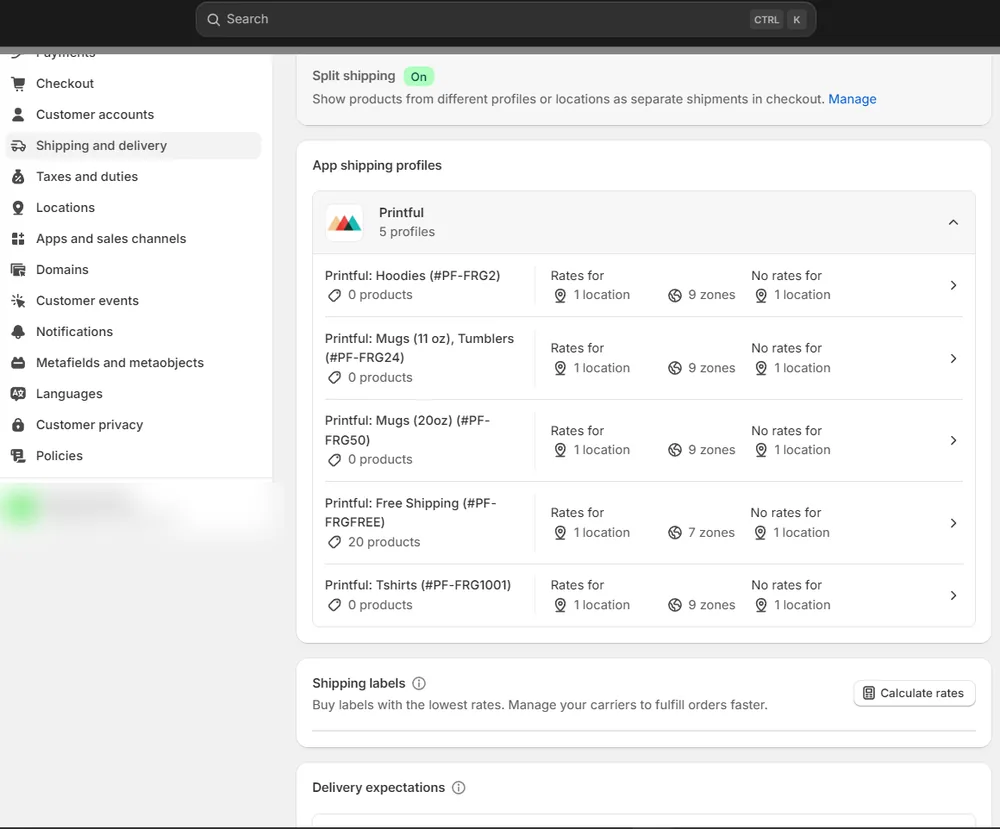 Search
CTRL K
Payments
Checkout
Customer accounts
Shipping and delivery
Taxes and duties
Locations
Apps and sales channels
Domains
Customer events
Notifications
Metafields and metaobjects
Languages
Customer privacy
Policies
Split shipping On
Show products from different profiles or locations as separate shipments in checkout. Manage
App shipping profiles
Printful
5 profiles
Printful: Hoodies (#PF-FRG2)
0 products
Rates for
1 location
9 zones
No rates for
1 location
Printful: Mugs (11 oz), Tumblers
(#PF-FRG24)
0 products
Rates for
1 location
9 zones
No rates for
1 location
Printful: Mugs (20oz) (#PF-
FRG50)
0 products
Rates for
1 location
9 zones
No rates for
1 location
Printful: Free Shipping (#PF-
FRGFREE)
20 products
Rates for
1 location
7 zones
No rates for
1 location
Printful: Tshirts (#PF-FRG1001)
0 products
Rates for
1 location
9 zones
No rates for
1 location
Shipping labels
Buy labels with the lowest rates. Manage your carriers to fulfill orders faster.
Calculate rates
Delivery expectations